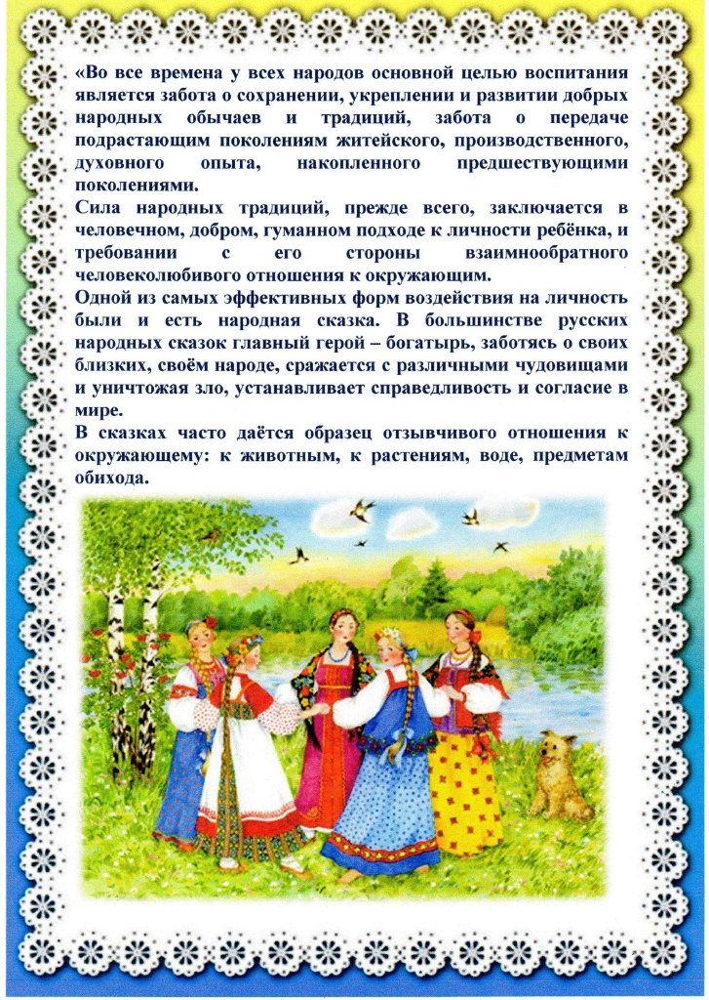 «Во все времена у всех народов основной целью воспитания
является забота о сохранении, укреплении и развитии добрых
народных обычаев и традиций, забота о передаче
подрастающим поколениям житейского, производственного,
духовного опыта, накопленного предшествующими
поколениями.
Сила народных традиций, прежде всего, заключается в
человечном, добром, гуманном подходе к личности ребёнка, и
требовании с его стороны взаимнообратного
человеколюбивого отношения к окружающим.
Одной из самых эффективных форм воздействия на личность
были и есть народная сказка. В большинстве русских
народных сказок главный герой – богатырь, заботясь о своих
близких, своём народе, сражается с различными чудовищами
и уничтожая зло, устанавливает справедливость и согласие в
мире.
В сказках часто даётся образец отзывчивого отношения к
окружающему: к животным, к растениям, воде, предметам
обихода.